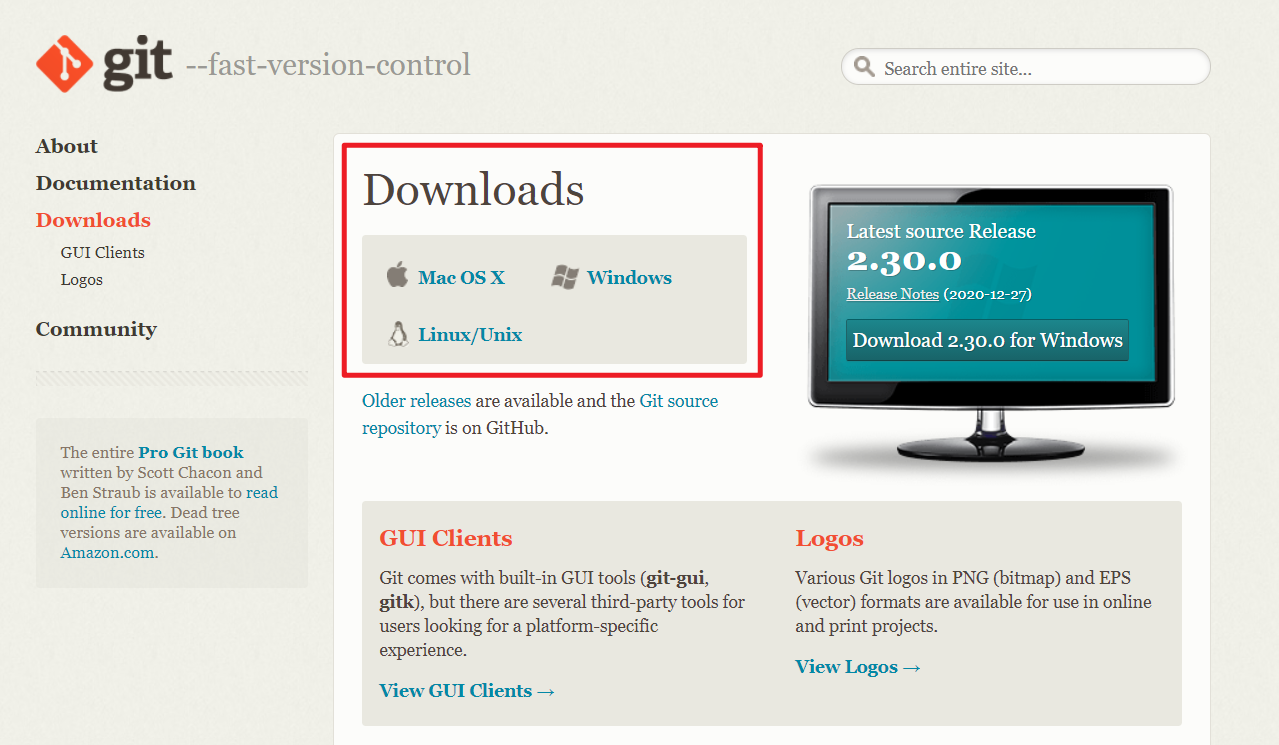 git --fast-version-control
Search entire site...
About
Documentation
Downloads
GUI Clients
Logos
Community
The entire Pro Git book
written by Scott Chacon and
Ben Straub is available to read
online for free. Dead tree
versions are available on
Amazon.com.
Downloads
Mac OS X
Windows
Linux/Unix
Older releases are available and the Git source
repository is on GitHub.
Latest source Release
2.30.0
Release Notes (2020-12-27)
Download 2.30.0 for Windows
GUI Clients
Git comes with built-in GUI tools (git-gui,
gitk), but there are several third-party tools for
users looking for a platform-specific
experience.
View GUI Clients →
Logos
Various Git logos in PNG (bitmap) and EPS
(vector) formats are available for use in online
and print projects.
View Logos →